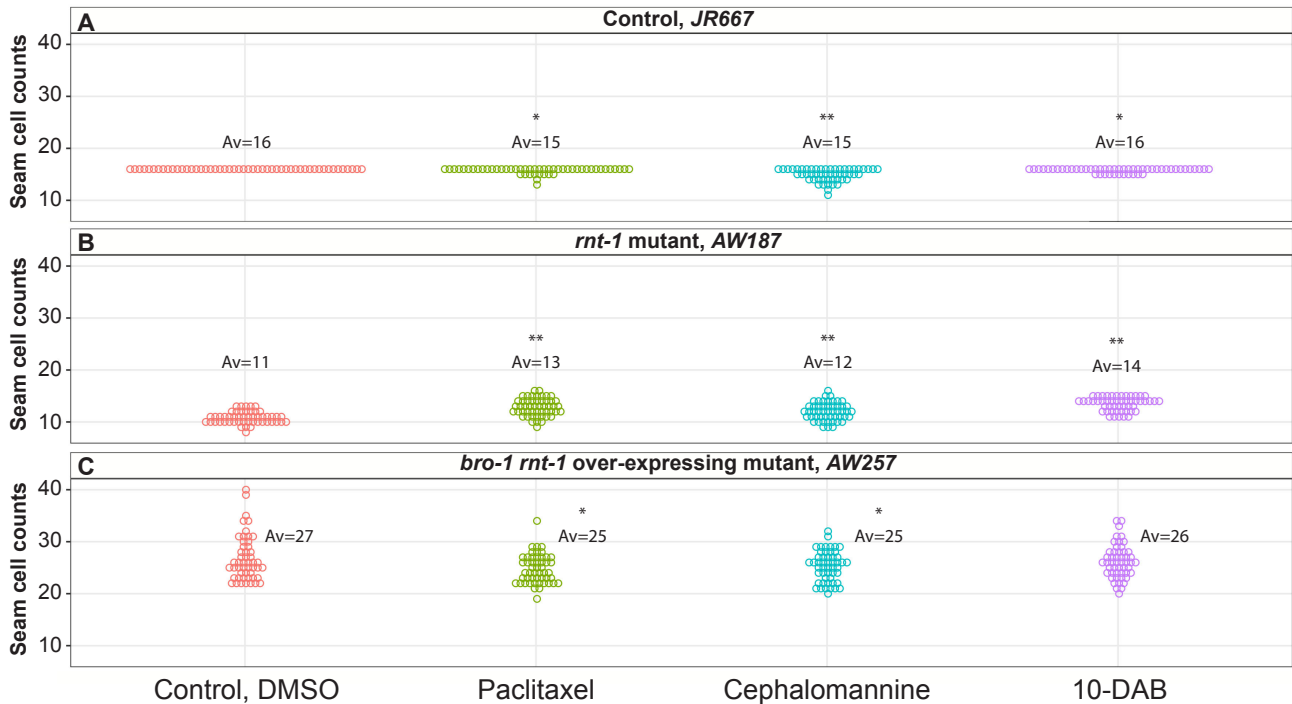 A
Control, JR667
Seam cell counts
40
30
20
10
* ** *
Av=16 Av=15 Av=15 Av=16
B
rnt-1 mutant, AW187
Seam cell counts
40
30
20
10
** ** **
Av=11 Av=13 Av=12 Av=14
C
bro-1 rnt-1 over-expressing mutant, AW257
Seam cell counts
40
30
20
10
* *
Av=27 Av=25 Av=25 Av=26
Control, DMSO Paclitaxel Cephalomannine 10-DAB